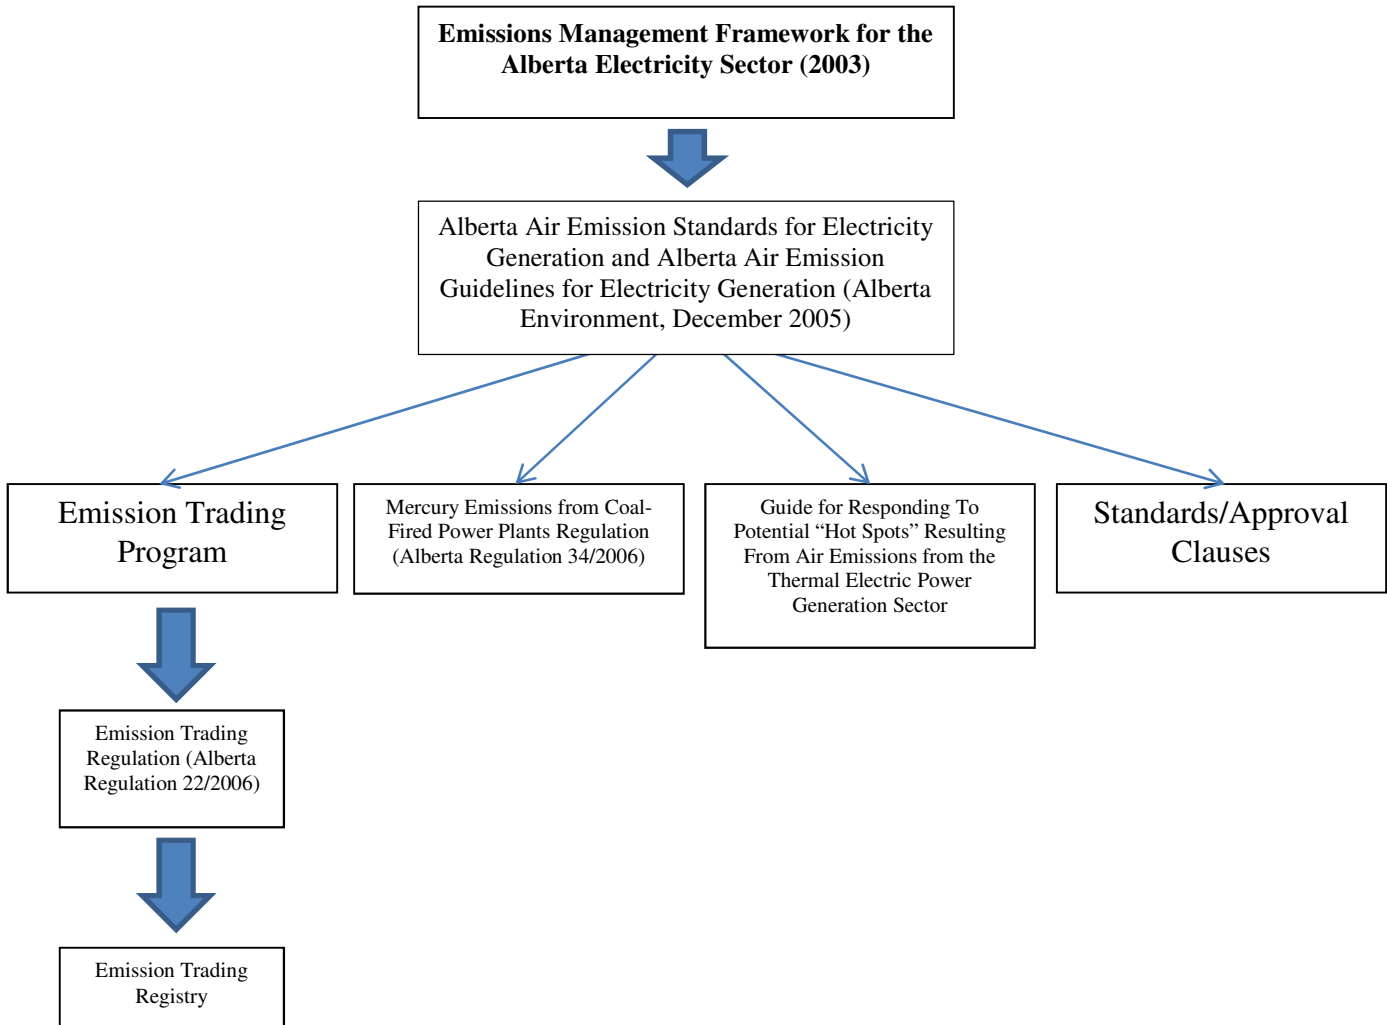 Emissions Management Framework for the
Alberta Electricity Sector (2003)
Alberta Air Emission Standards for Electricity
Generation and Alberta Air Emission
Guidelines for Electricity Generation (Alberta
Environment, December 2005)
Emission Trading
Program
Mercury Emissions from Coal-
Fired Power Plants Regulation
(Alberta Regulation 34/2006)
Guide for Responding To
Potential “Hot Spots” Resulting
From Air Emissions from the
Thermal Electric Power
Generation Sector
Standards/Approval
Clauses
Emission Trading
Regulation (Alberta
Regulation 22/2006)
Emission Trading
Registry